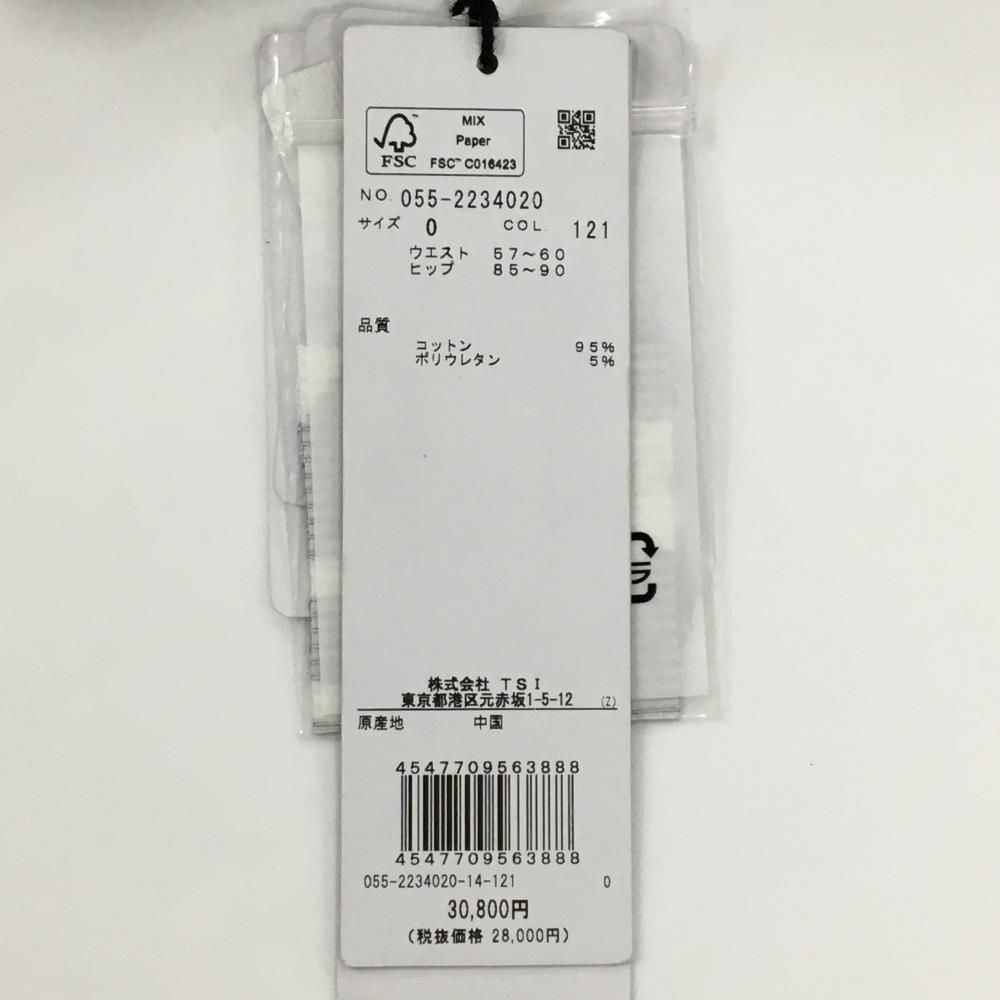 MIX
Paper
FSC™ C016423
FSC
NO. 055-2234020
サイズ 0 COL. 121
ウエスト 57〜60
ヒップ 85〜90
品質
コットン 95%
ポリウレタン 5%
株式会社 TSI
東京都港区元赤坂1-5-12 (Z)
原産地 中国
4547709563888
4547709563888
055-2234020-14-121 0
30,800円
(税抜価格 28,000円)
ラ